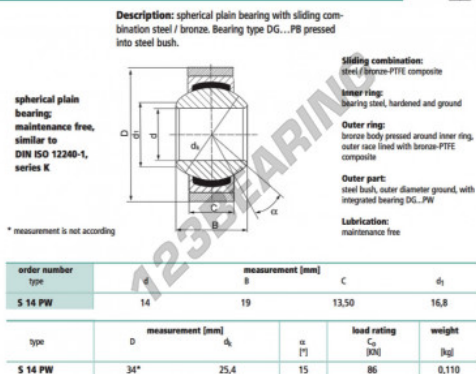 Description: spherical plain bearing with sliding com-
bination steel / bronze. Bearing type DG...PB pressed
into steel bush.
spherical plain
bearing;
maintenance free,
similar to
DIN ISO 12240-1,
series K
* measurement is not according
D
d1
d
dk
C
B
α
Sliding combination:
steel / bronze-PTFE composite
Inner ring:
bearing steel, hardened and ground
Outer ring:
bronze body pressed around inner ring,
outer race lined with bronze-PTFE
composite
Outer part:
steel bush, outer diameter ground, with
integrated bearing DG...PW
Lubrication:
maintenance free
123BEARING
order number measurement [mm]
type d B C d1
S 14 PW 14 19 13,50 16,8
measurement [mm] load rating weight
type D dk α C0
[°] [KN] [kg]
S 14 PW 34* 25,4 15 86 0,110